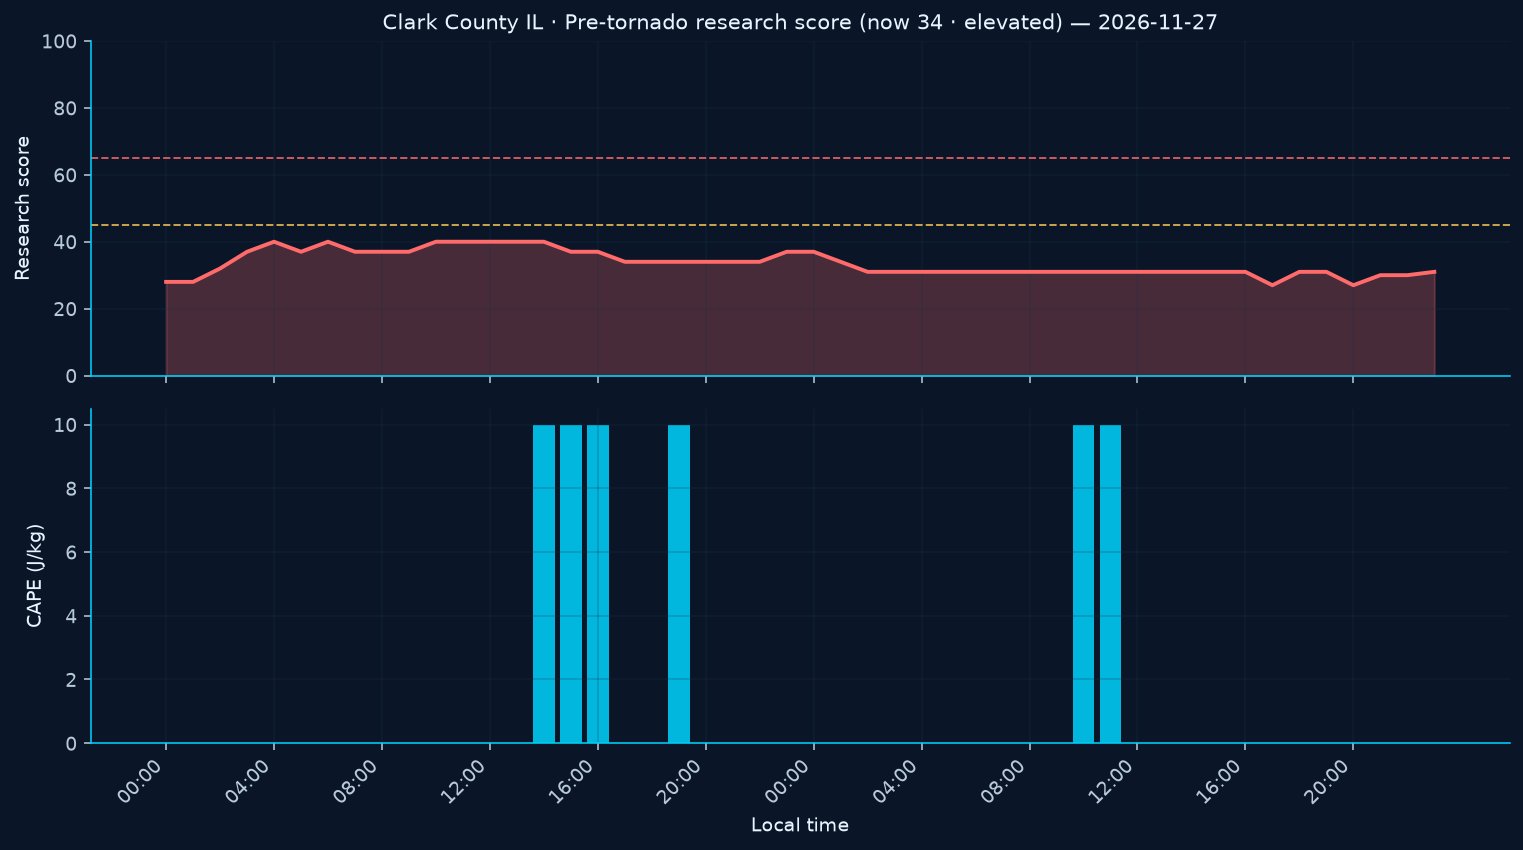 Clark County IL · Pre-tornado research score (now 34 · elevated) — 2026-11-27
100
80
60
40
20
0
Research score
10
8
6
4
2
0
CAPE (J/kg)
00:00 04:00 08:00 12:00 16:00 20:00 00:00 04:00 08:00 12:00 16:00 20:00
Local time